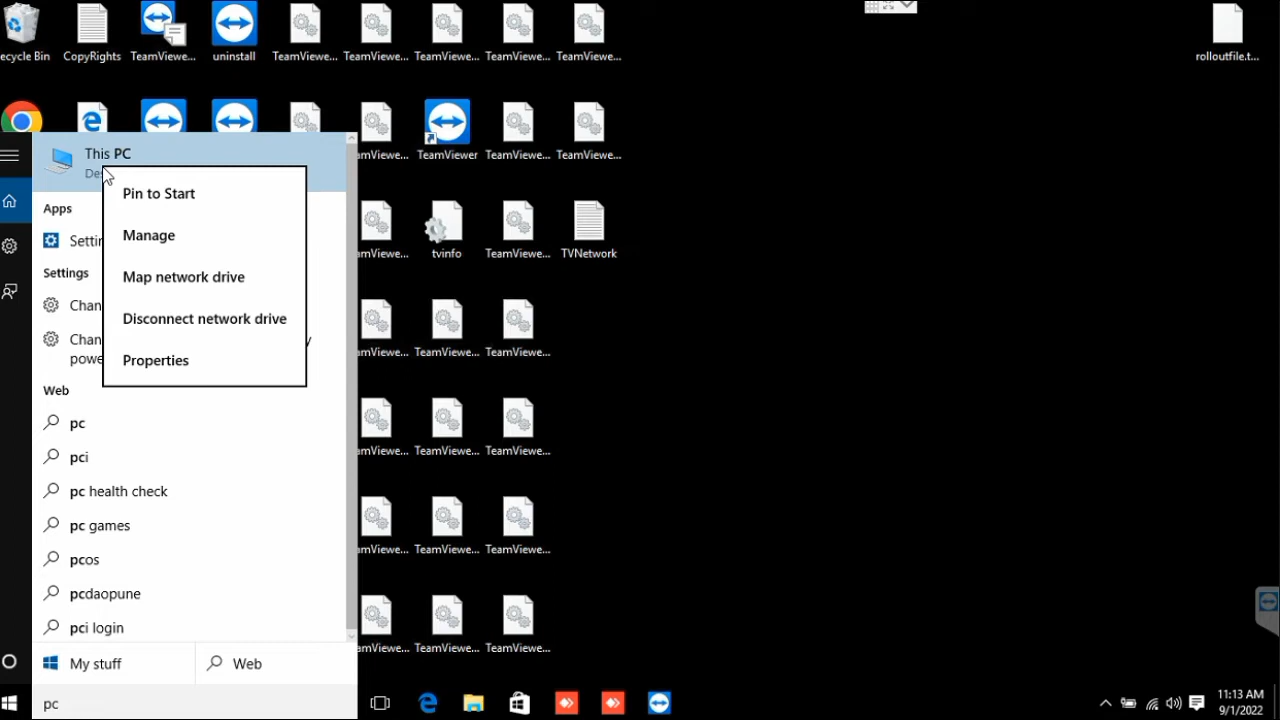 ecycle Bin
CopyRights
TeamViewe...
uninstall
TeamViewe...
TeamViewe...
TeamViewe...
TeamViewe...
TeamViewe...
rolloutfile.t...
amViewe...
TeamViewer
TeamViewe...
TeamViewe...
This PC
Des
Pin to Start
Manage
Map network drive
Disconnect network drive
Properties
Apps
Settin
Settings
Chan
Chan
y
powe
amViewe...
tvinfo
TeamViewe...
TVNetwork
amViewe...
TeamViewe...
TeamViewe...
Web
pc
pci
pc health check
pc games
pcos
pcdaopune
pci login
amViewe...
TeamViewe...
TeamViewe...
amViewe...
TeamViewe...
TeamViewe...
amViewe...
TeamViewe...
TeamViewe...
My stuff
Web
pc
11:13 AM
9/1/2022